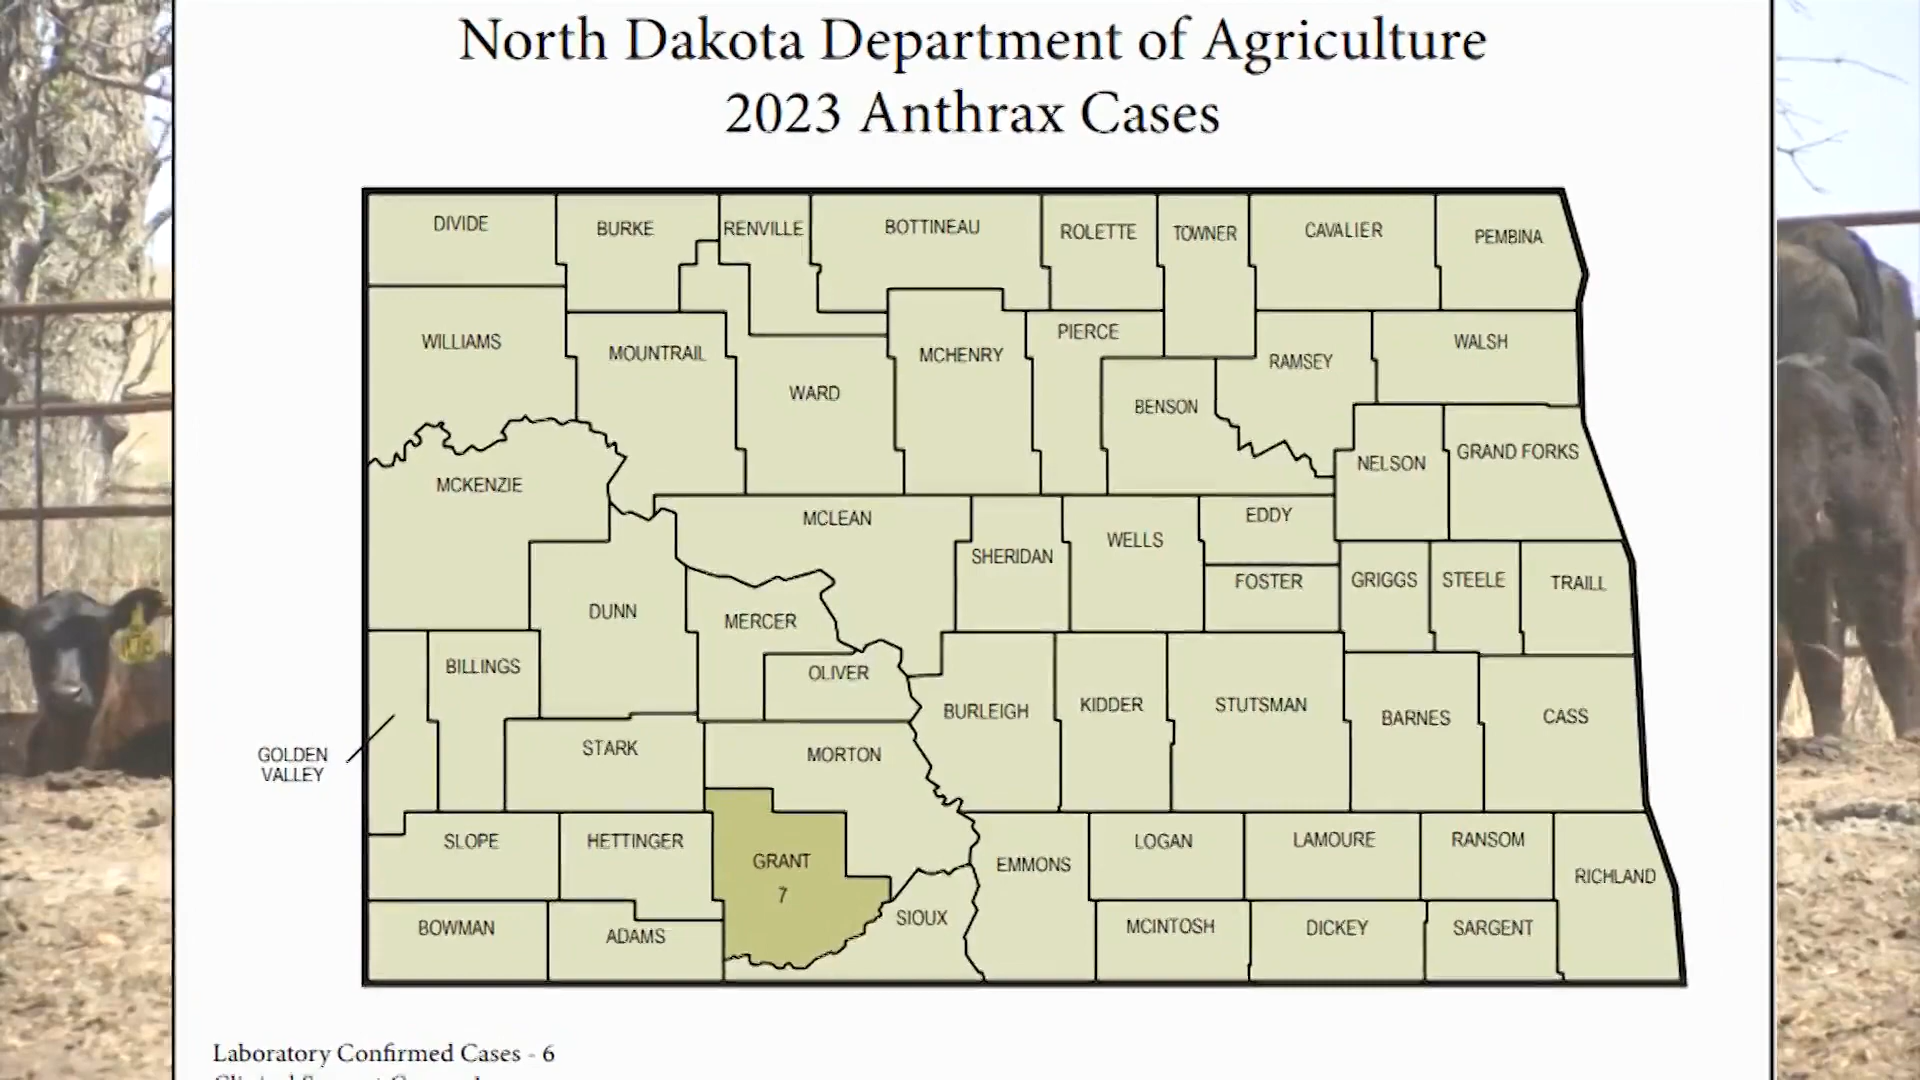 North Dakota Department of Agriculture
2023 Anthrax Cases
DIVIDE
BURKE
RENVILLE
BOTTINEAU
ROLETTE
TOWNER
CAVALIER
PEMBINA
WILLIAMS
MOUNTRAIL
WARD
MCHENRY
PIERCE
BENSON
RAMSEY
WALSH
MCKENZIE
NELSON
GRAND FORKS
MCLEAN
SHERIDAN
WELLS
EDDY
FOSTER
GRIGGS
STEELE
TRAILL
DUNN
MERCER
OLIVER
BILLINGS
GOLDEN
VALLEY
STARK
MORTON
BURLEIGH
KIDDER
STUTSMAN
BARNES
CASS
SLOPE
HETTINGER
GRANT
7
EMMONS
LOGAN
LAMOURE
RANSOM
RICHLAND
BOWMAN
ADAMS
SIOUX
MCINTOSH
DICKEY
SARGENT
Laboratory Confirmed Cases - 6